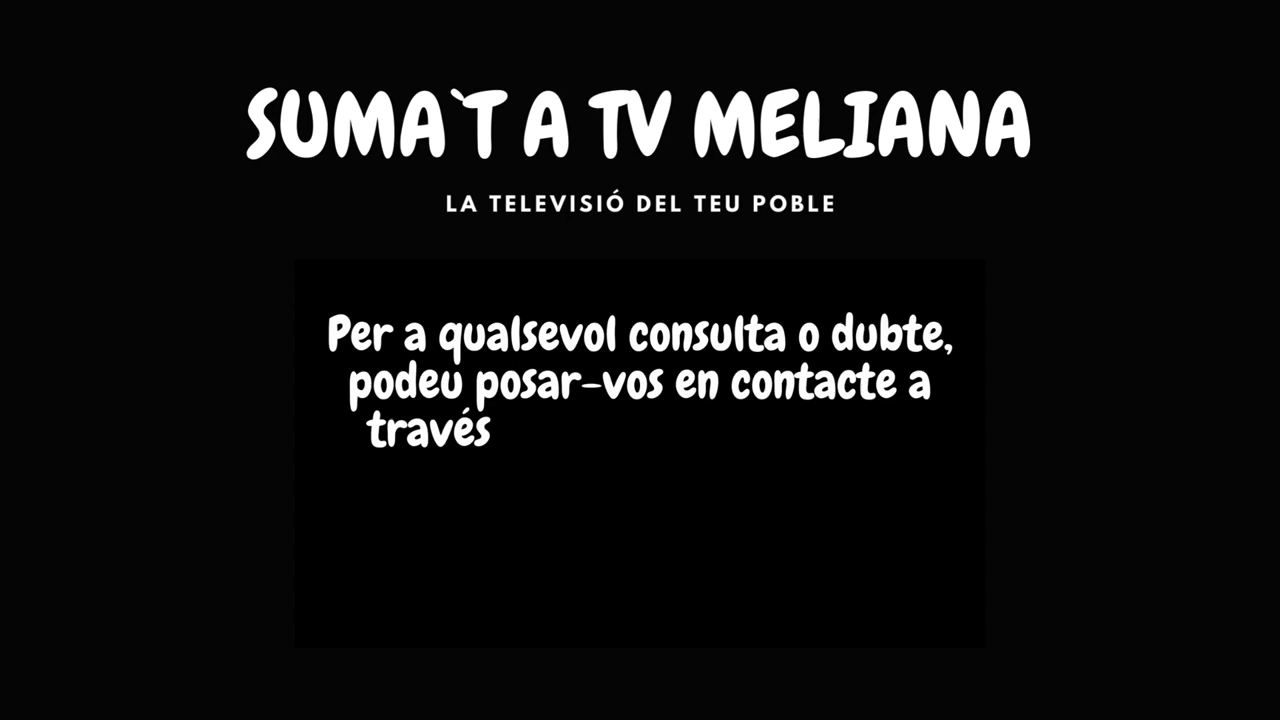 SUMA`T A TV MELIANA
LA TELEVISIÓ DEL TEU POBLE
Per a qualsevol consulta o dubte,
podeu posar-vos en contacte a
través